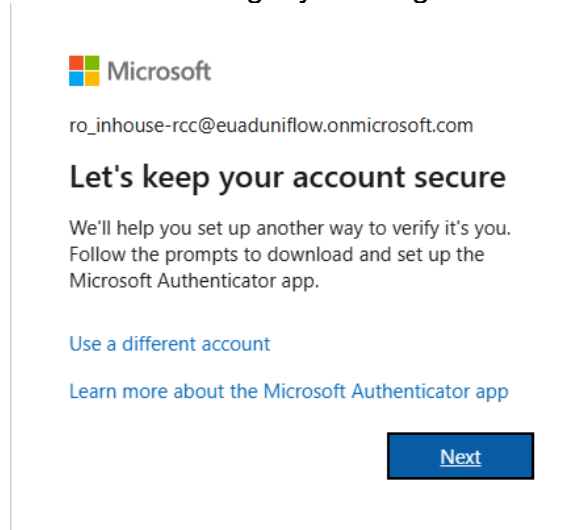 Microsoft
ro_inhouse-rcc@euaduniflow.onmicrosoft.com
Let's keep your account secure
We'll help you set up another way to verify it's you.
Follow the prompts to download and set up the
Microsoft Authenticator app.
Use a different account
Learn more about the Microsoft Authenticator app
Next